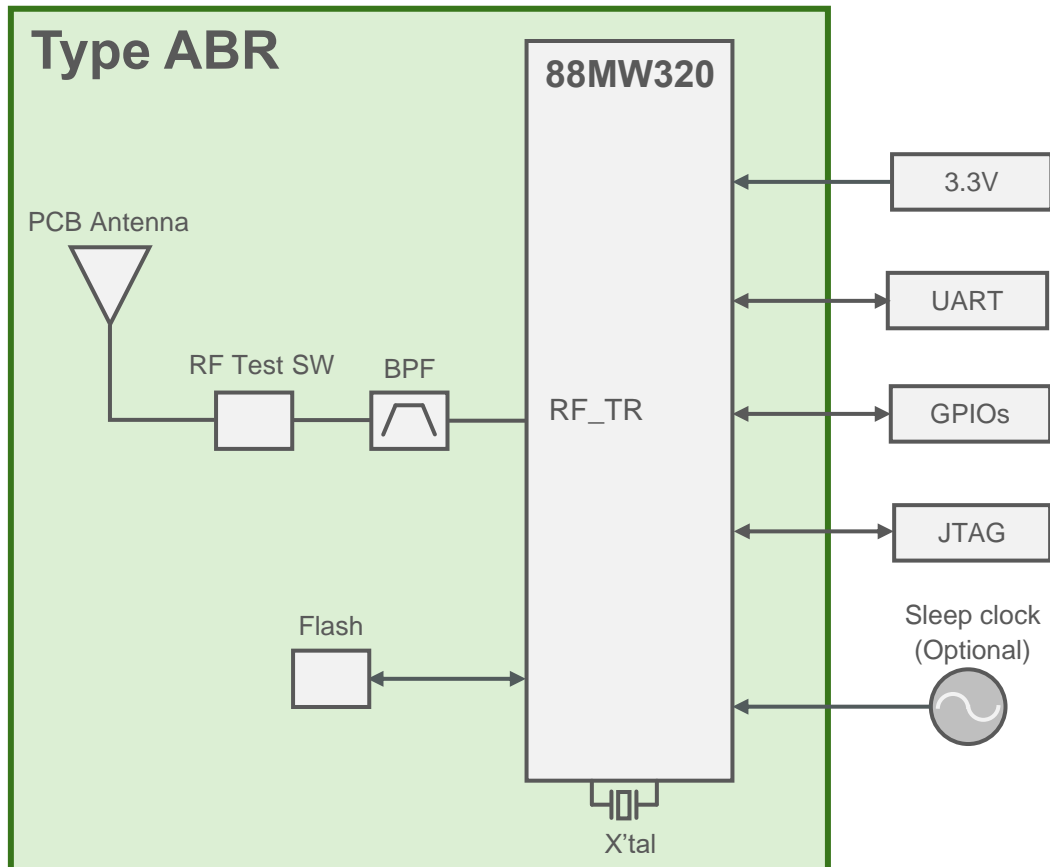 Type ABR
88MW320
3.3V
PCB Antenna
UART
RF Test SW
BPF
RF_TR
GPIOs
JTAG
Flash
Sleep clock
(Optional)
X'tal